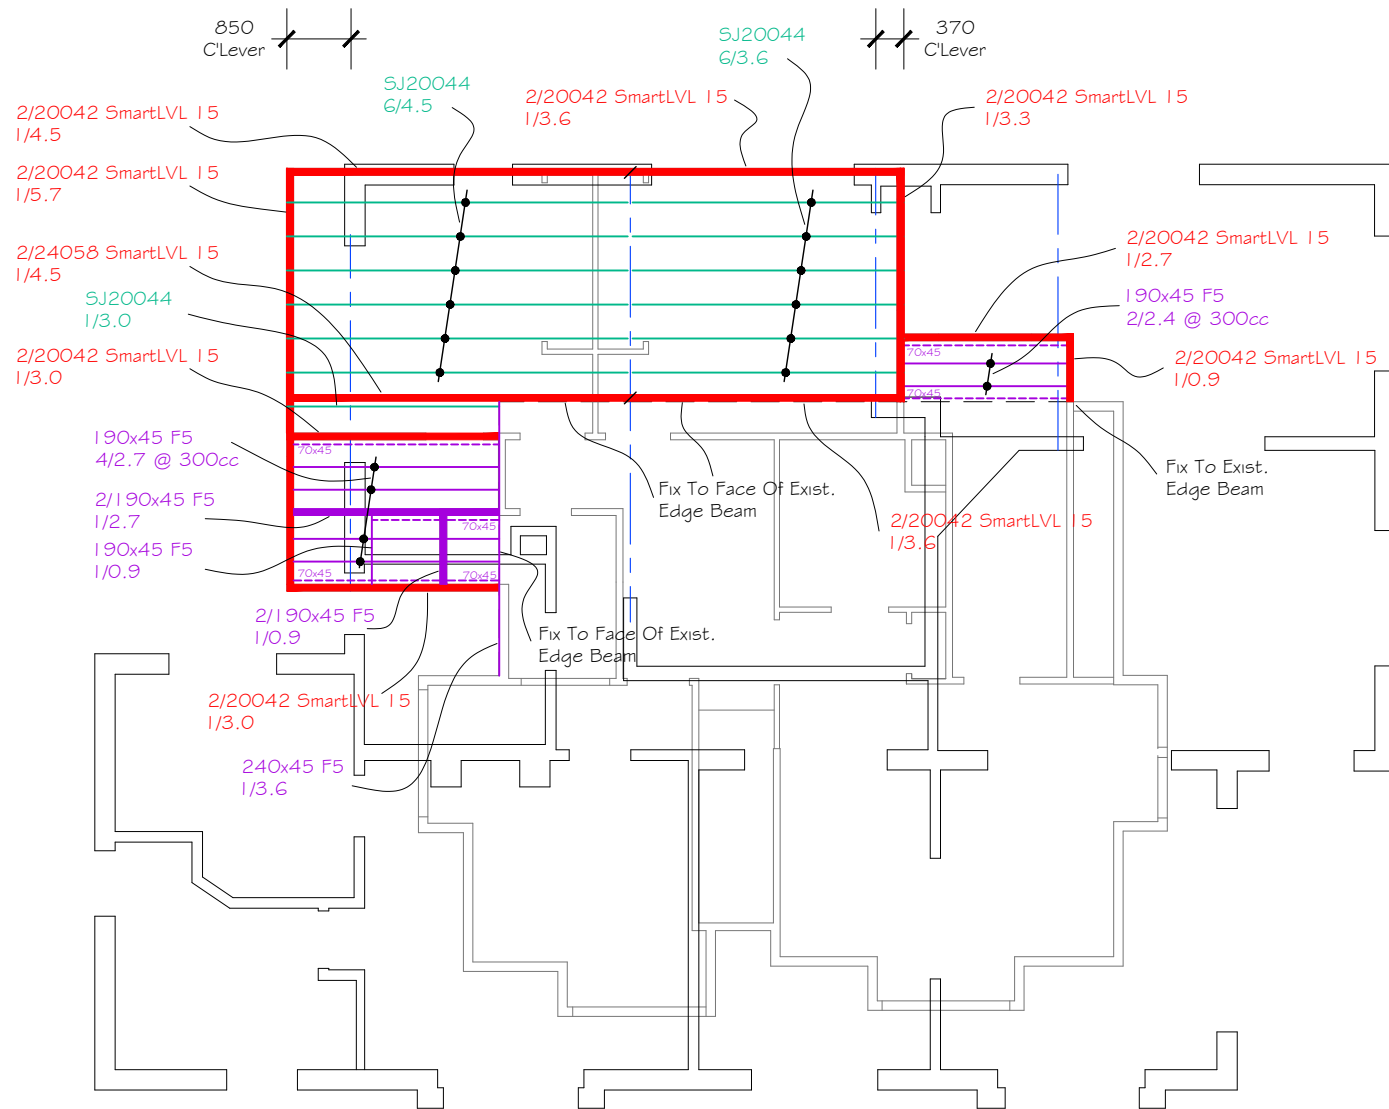 850
C'Lever
370
C'Lever
SJ20044
6/3.6
SJ20044
6/4.5
2/20042 SmartLVL 15
1/3.6
2/20042 SmartLVL 15
1/3.3
2/20042 SmartLVL 15
1/4.5
2/20042 SmartLVL 15
1/5.7
2/24058 SmartLVL 15
1/4.5
SJ20044
1/3.0
2/20042 SmartLVL 15
1/3.0
2/20042 SmartLVL 15
1/2.7
190x45 F5
2/2.4 @ 300cc
2/20042 SmartLVL 15
1/0.9
70x45
70x45
190x45 F5
4/2.7 @ 300cc
2/190x45 F5
1/2.7
190x45 F5
1/0.9
70x45
70x45
70x45
70x45
Fix To Face Of Exist.
Edge Beam
Fix To Exist.
Edge Beam
2/20042 SmartLVL 15
1/3.6
2/190x45 F5
1/0.9
Fix To Face Of Exist.
Edge Beam
2/20042 SmartLVL 15
1/3.0
240x45 F5
1/3.6